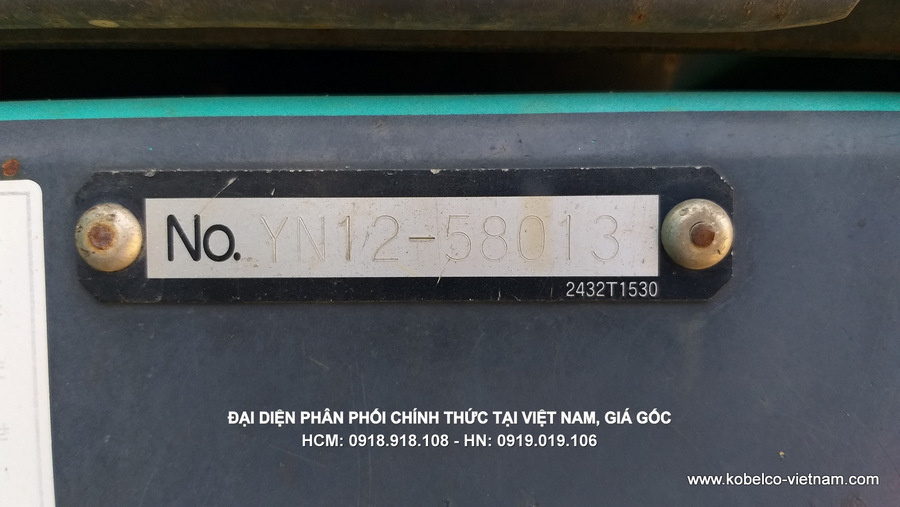 No. YN12-58013
2432T1530
ĐẠI DIỆN PHÂN PHỐI CHÍNH THỨC TẠI VIỆT NAM, GIÁ GỐC
HCM: 0918.918.108 - HN: 0919.019.106
www.kobelco-vietnam.com